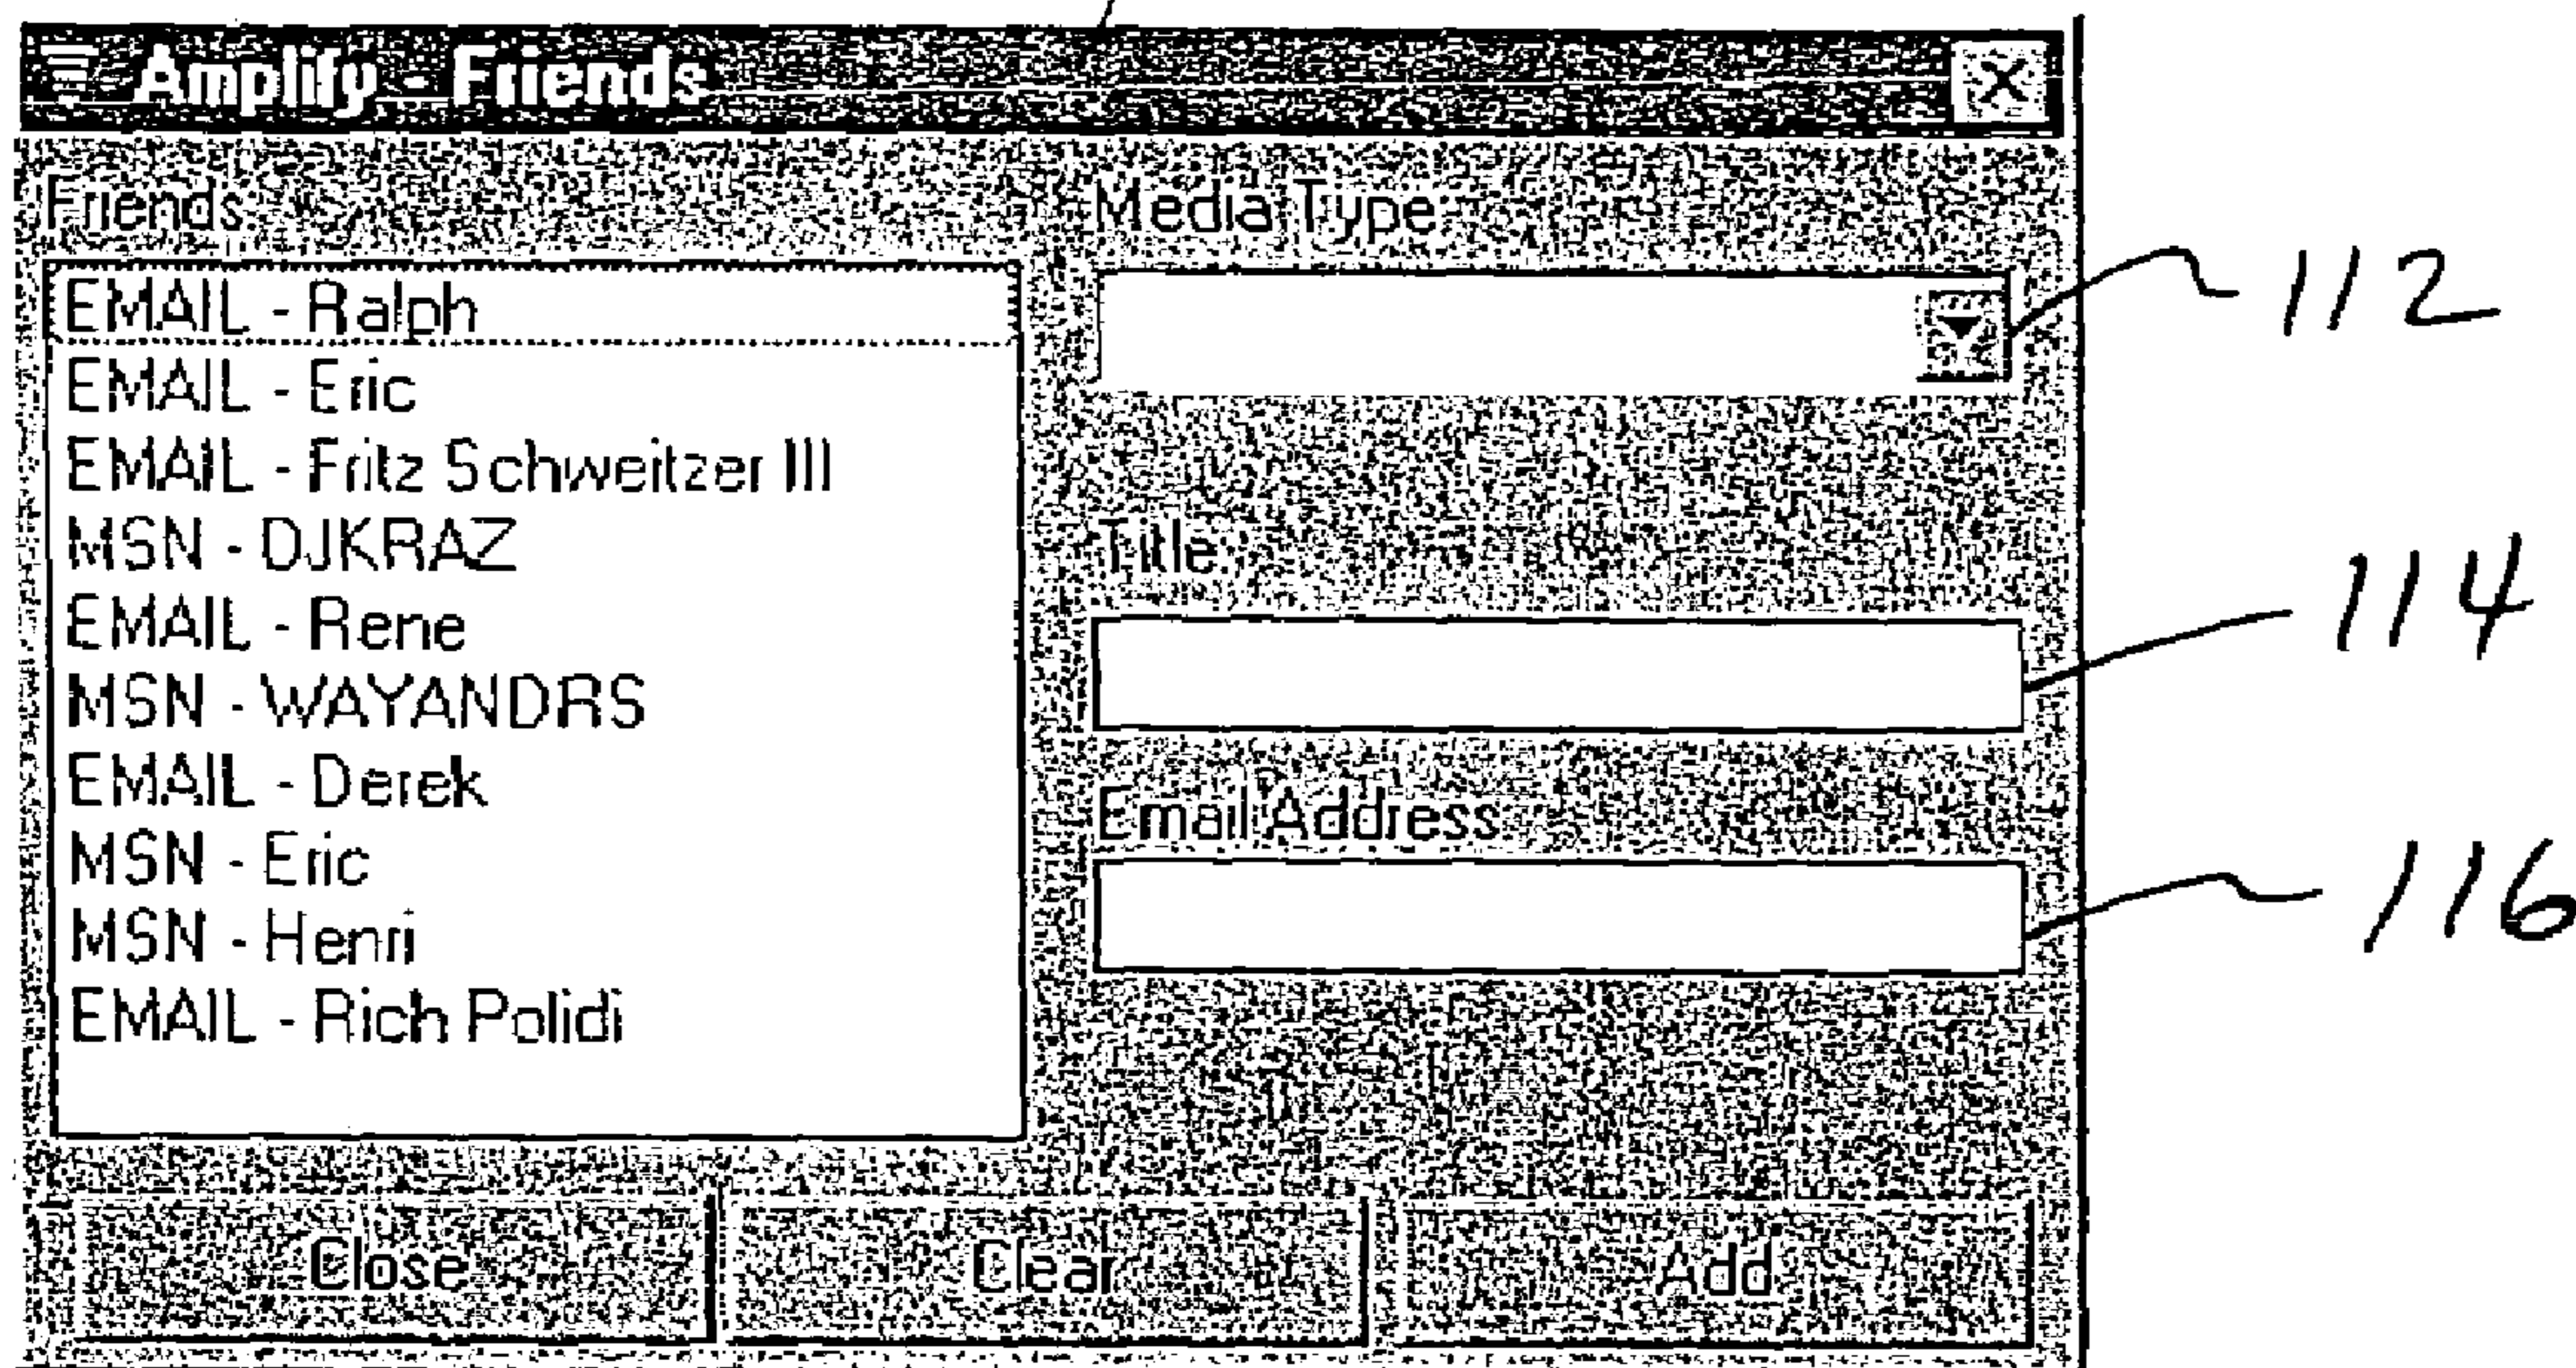 Amplify - Friends
Friends
EMAIL - Ralph
EMAIL - Eric
EMAIL - Fritz Schweitzer III
MSN - DJKRAZ
EMAIL - Rene
MSN - WAYANDRS
EMAIL - Derek
MSN - Eric
MSN - Henri
EMAIL - Rich Polidi
Media Type
112
Title
114
Email Address
116
Close
Clear
Add